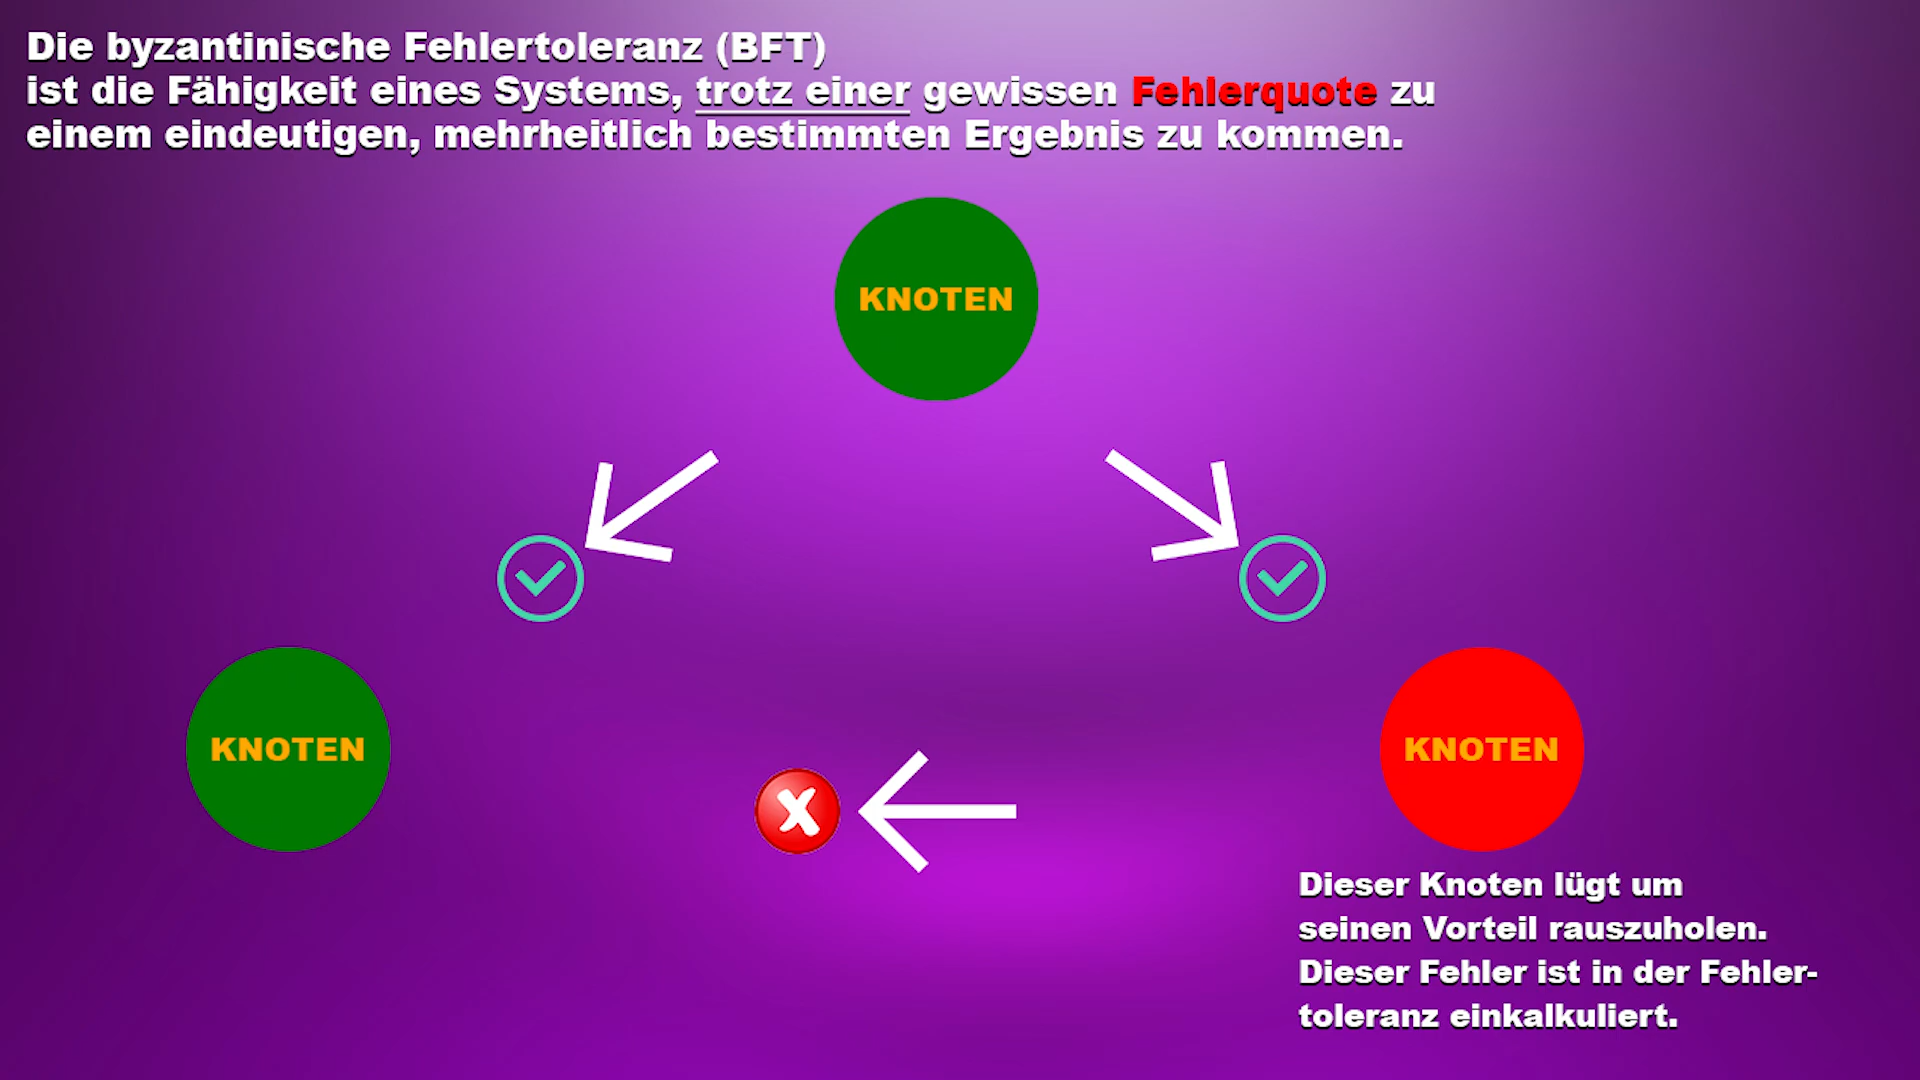 Die byzantinische Fehlertoleranz (BFT)
ist die Fähigkeit eines Systems, trotz einer gewissen Fehlerquote zu
einem eindeutigen, mehrheitlich bestimmten Ergebnis zu kommen.
KNOTEN
KNOTEN
KNOTEN
Dieser Knoten lügt um
seinen Vorteil rauszuholen.
Dieser Fehler ist in der Fehler-
toleranz einkalkuliert.